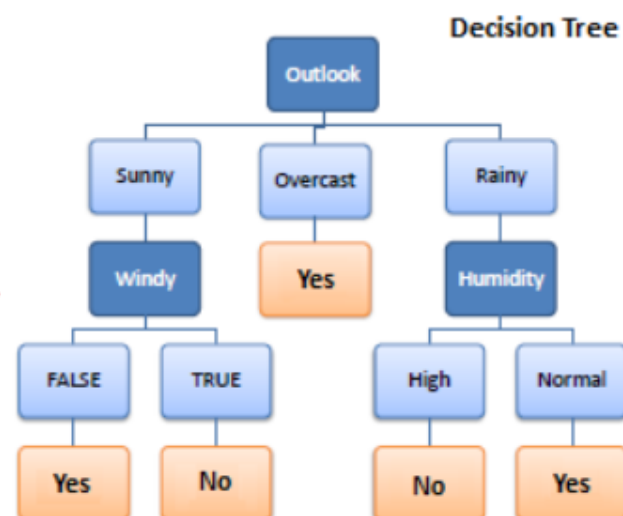 Decision Tree
Outlook
Sunny Overcast Rainy
Windy Yes Humidity
FALSE TRUE High Normal
Yes No No Yes